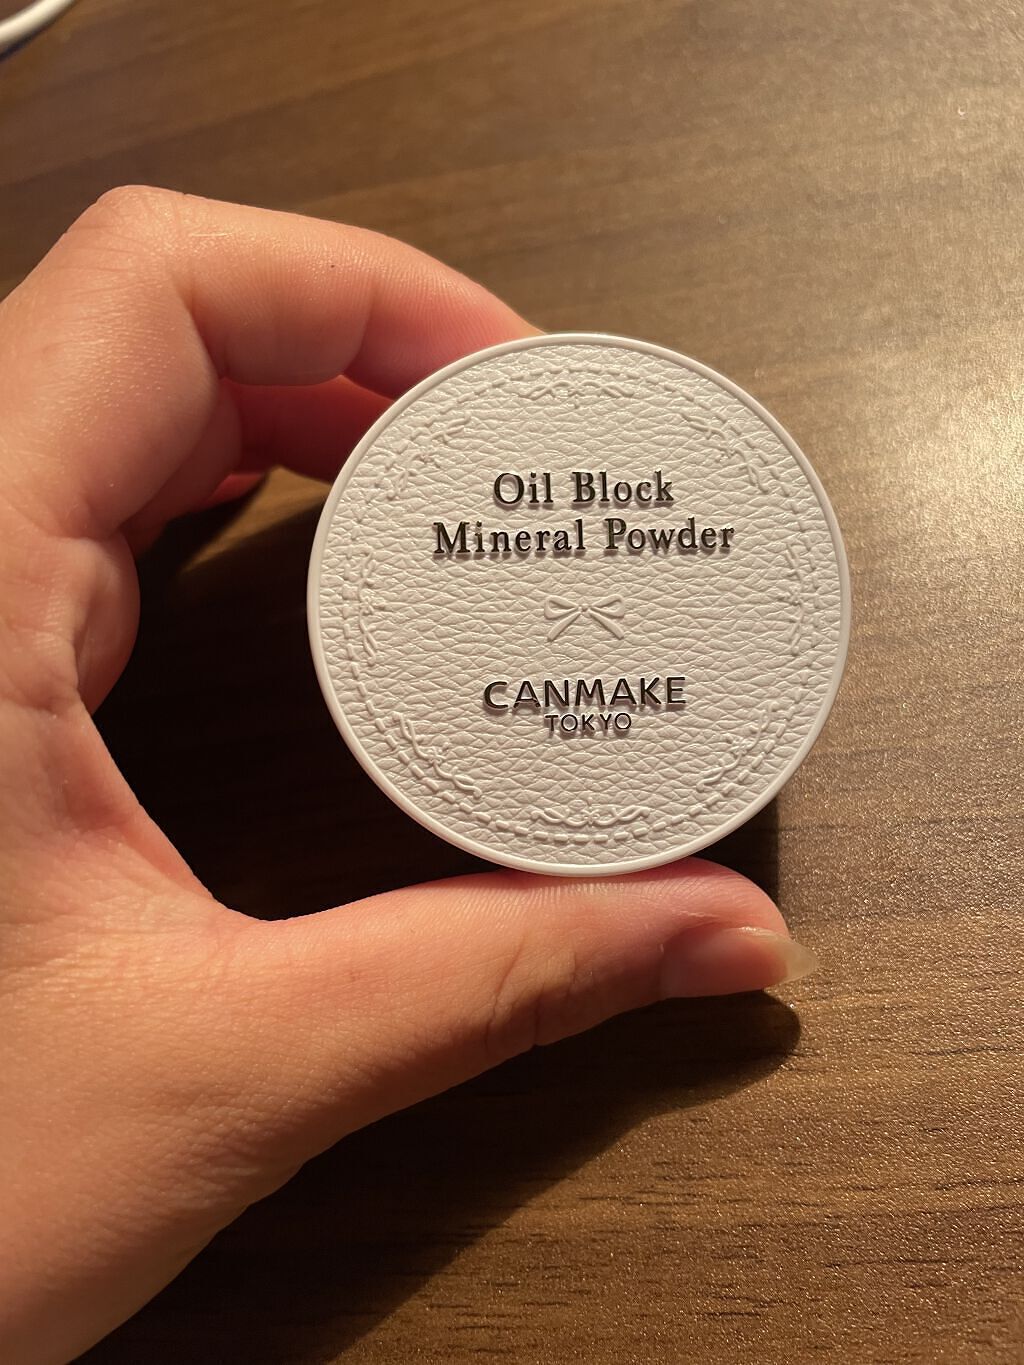 Oil Block
Mineral Powder
CANMAKE
TOKYO